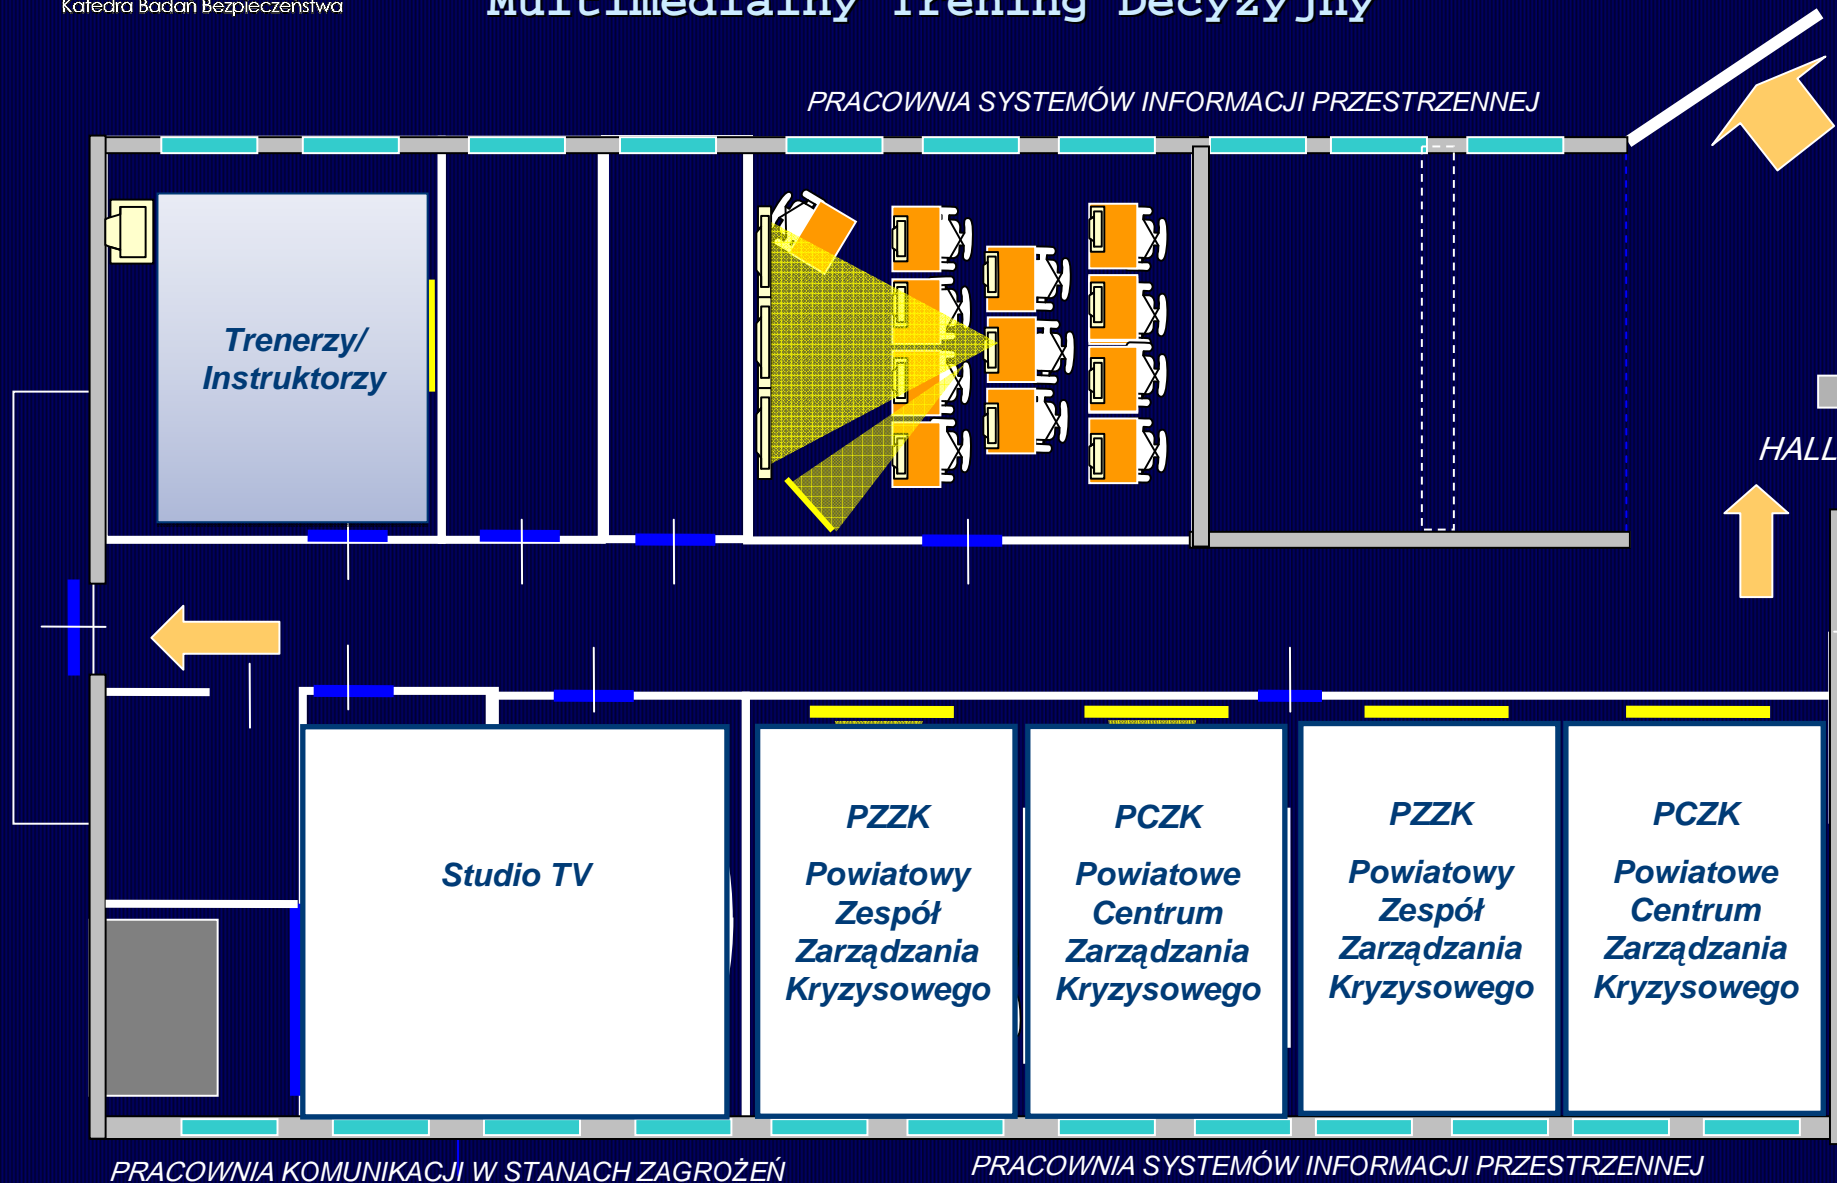 Katedra Badań Bezpieczeństwa
Multimedialny Trening Decyzyjny
PRACOWNIA SYSTEMÓW INFORMACJI PRZESTRZENNEJ
Trenerzy/
Instruktorzy
HALL
Studio TV
PZZK
Powiatowy
Zespół
Zarządzania
Kryzysowego
PCZK
Powiatowe
Centrum
Zarządzania
Kryzysowego
PZZK
Powiatowy
Zespół
Zarządzania
Kryzysowego
PCZK
Powiatowe
Centrum
Zarządzania
Kryzysowego
PRACOWNIA KOMUNIKACJI W STANACH ZAGROŻEŃ
PRACOWNIA SYSTEMÓW INFORMACJI PRZESTRZENNEJ